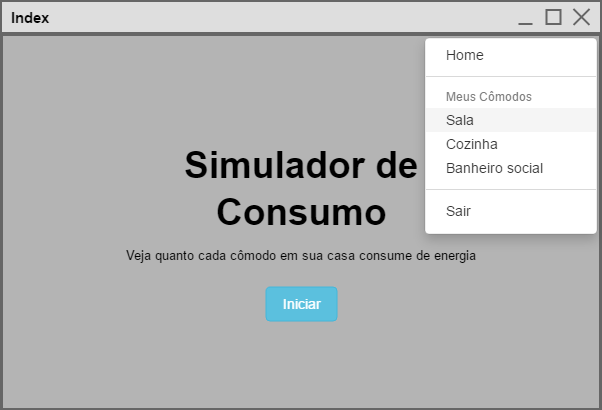 Index
Home
Meus Cômodos
Sala
Cozinha
Banheiro social
Sair
Simulador de
Consumo
Veja quanto cada cômodo em sua casa consume de energia
Iniciar